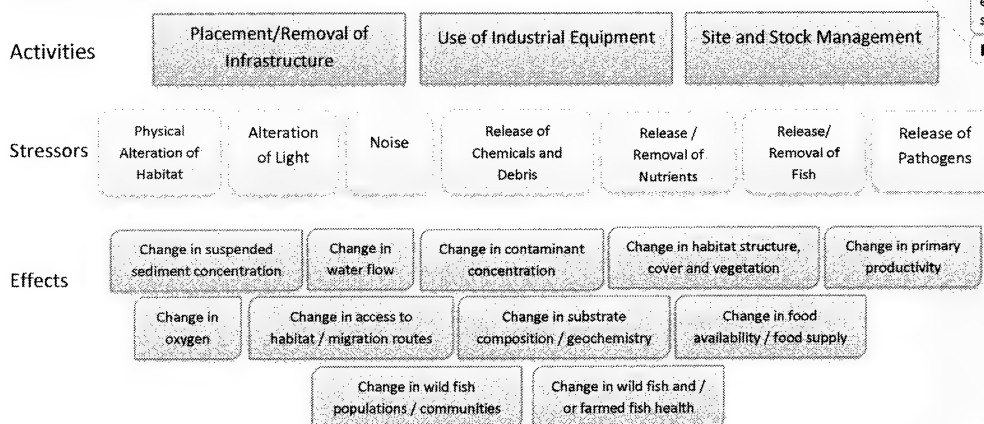 Activities
Placement/Removal of
Infrastructure
Use of Industrial Equipment
Site and Stock Management
Stressors
Physical
Alteration of
Habitat
Alteration
of Light
Noise
Release of
Chemicals and
Debris
Release /
Removal of
Nutrients
Release/
Removal of
Fish
Release of
Pathogens
Effects
Change in suspended
sediment concentration
Change in
water flow
Change in contaminant
concentration
Change in habitat structure,
cover and vegetation
Change in primary
productivity
Change in
oxygen
Change in access to
habitat / migration routes
Change in substrate
composition / geochemistry
Change in food
availability / food supply
Change in wild fish
populations / communities
Change in wild fish and /
or farmed fish health